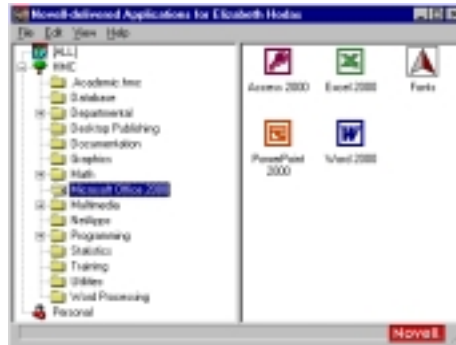 Novell-delivered Applications for Elizabeth Hodas
File Edit View Help
[ALL]
HMC
Academic hmc
Database
Departmental
Desktop Publishing
Documentation
Graphics
Math
Microsoft Office 2000
Multimedia
NetApps
Programming
Statistics
Training
Utilities
Word Processing
Personal
Access 2000 Excel 2000 Fonts
PowerPoint 2000 Word 2000
Novell